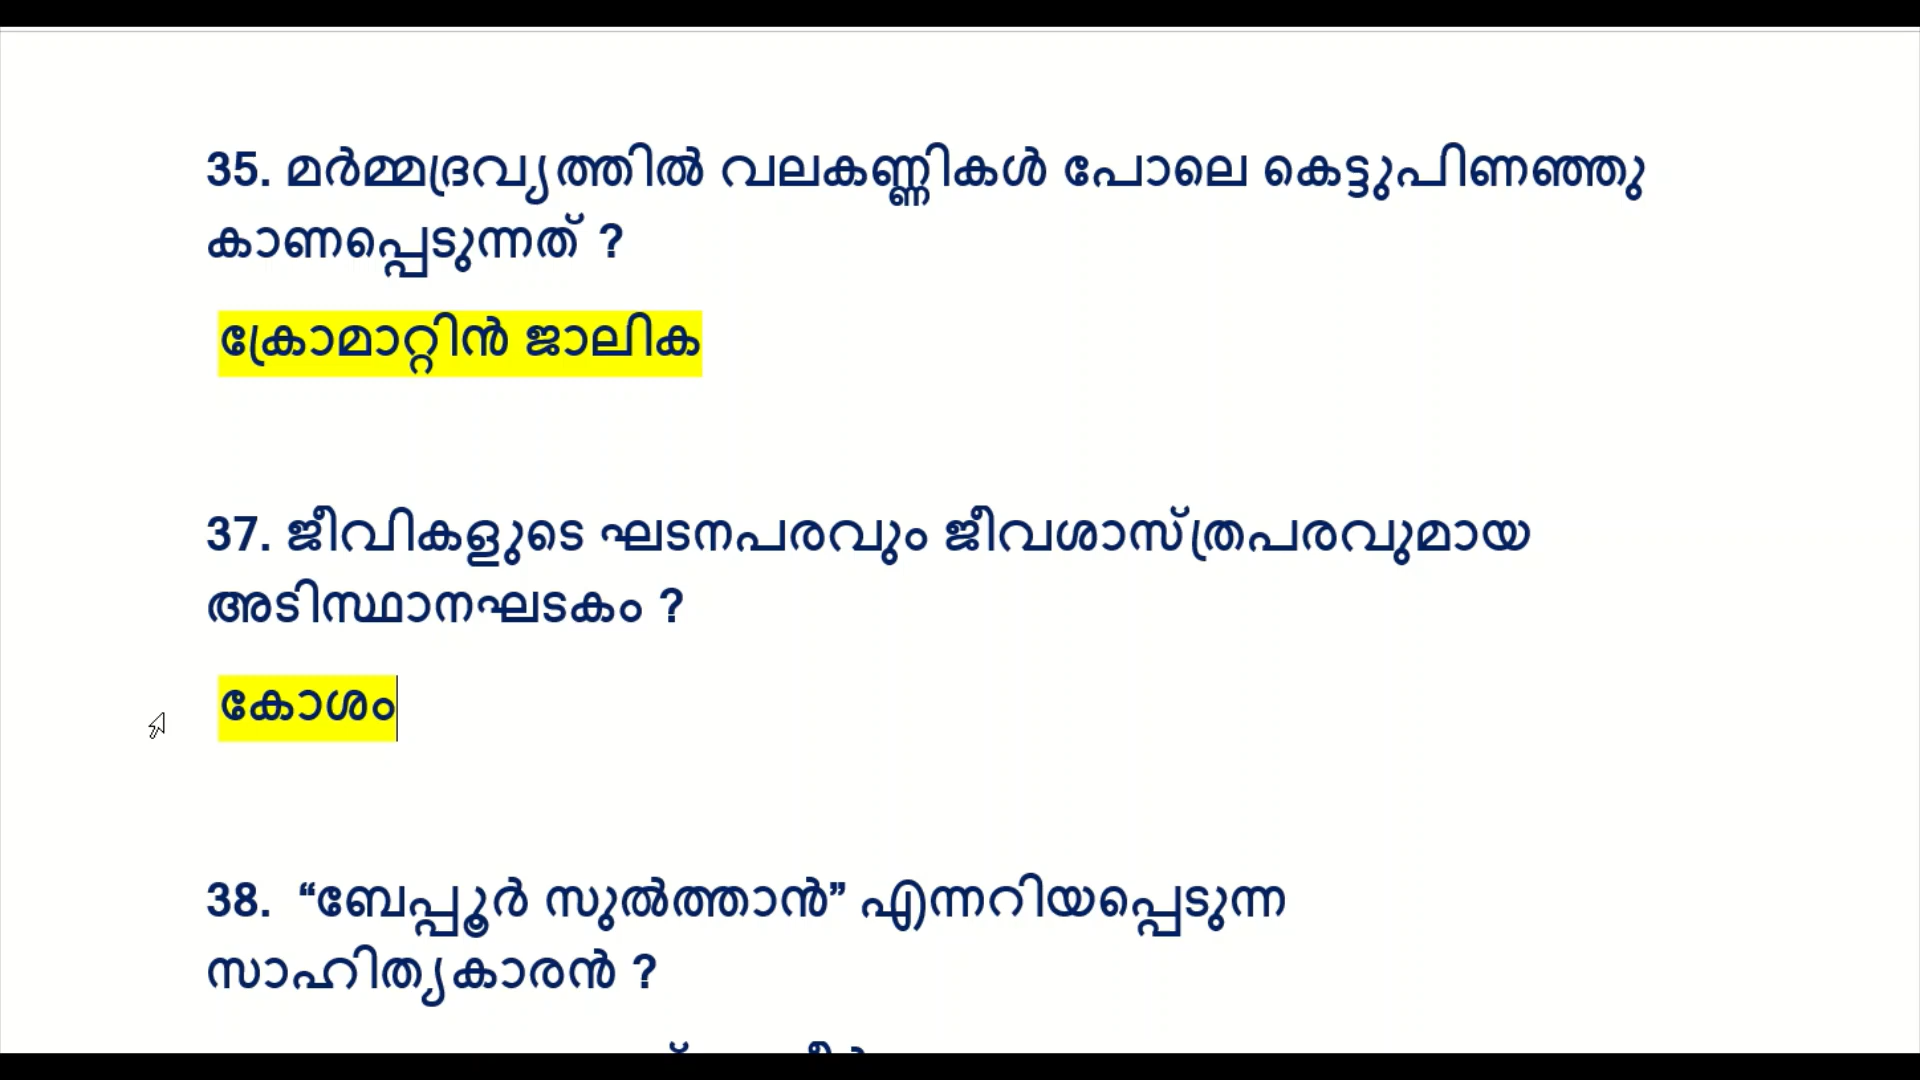 35. മർമ്മദ്രവ്യത്തിൽ വലകണ്ണികൾ പോലെ കെട്ടുപിണഞ്ഞു
കാണപ്പെടുന്നത് ?
ക്രോമാറ്റിൻ ജാലിക
37. ജീവികളുടെ ഘടനപരവും ജീവശാസ്ത്രപരവുമായ
അടിസ്ഥാനഘടകം ?
കോശം
38. “ബേപ്പൂർ സുൽത്താൻ” എന്നറിയപ്പെടുന്ന
സാഹിത്യകാരൻ ?